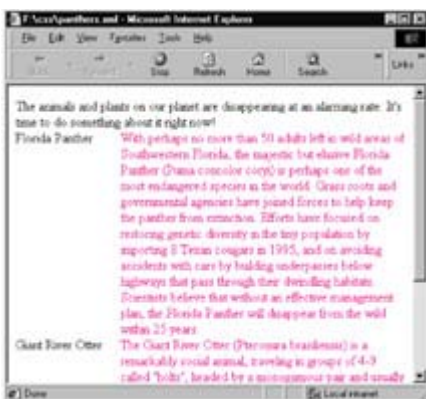 F:\css\panthers.xml - Microsoft Internet Explorer
File Edit View Favorites Tools Help
Back Forward Stop Refresh Home Search Links
The animals and plants on our planet are disappearing at an alarming rate. It's
time to do something about it right now!
Florida Panther With perhaps no more than 50 adults left in wild areas of
Southwestern Florida, the majestic but elusive Florida
Panther (Puma concolor coryi) is perhaps one of the
most endangered species in the world. Grass roots and
governmental agencies have joined forces to help keep
the panther from extinction. Efforts have focused on
restoring genetic diversity in the tiny population by
importing 8 Texan cougars in 1995, and on avoiding
accidents with cars by building underpasses below
highways that pass through their dwindling habitats.
Scientists believe that without an effective management
plan, the Florida Panther will disappear from the wild
within 25 years.
Giant River Otter The Giant River Otter (Pteronura brasilensis) is a
remarkably social animal, traveling in groups of 4-9
called "holts", headed by a monogamous pair and usually
Done Local intranet